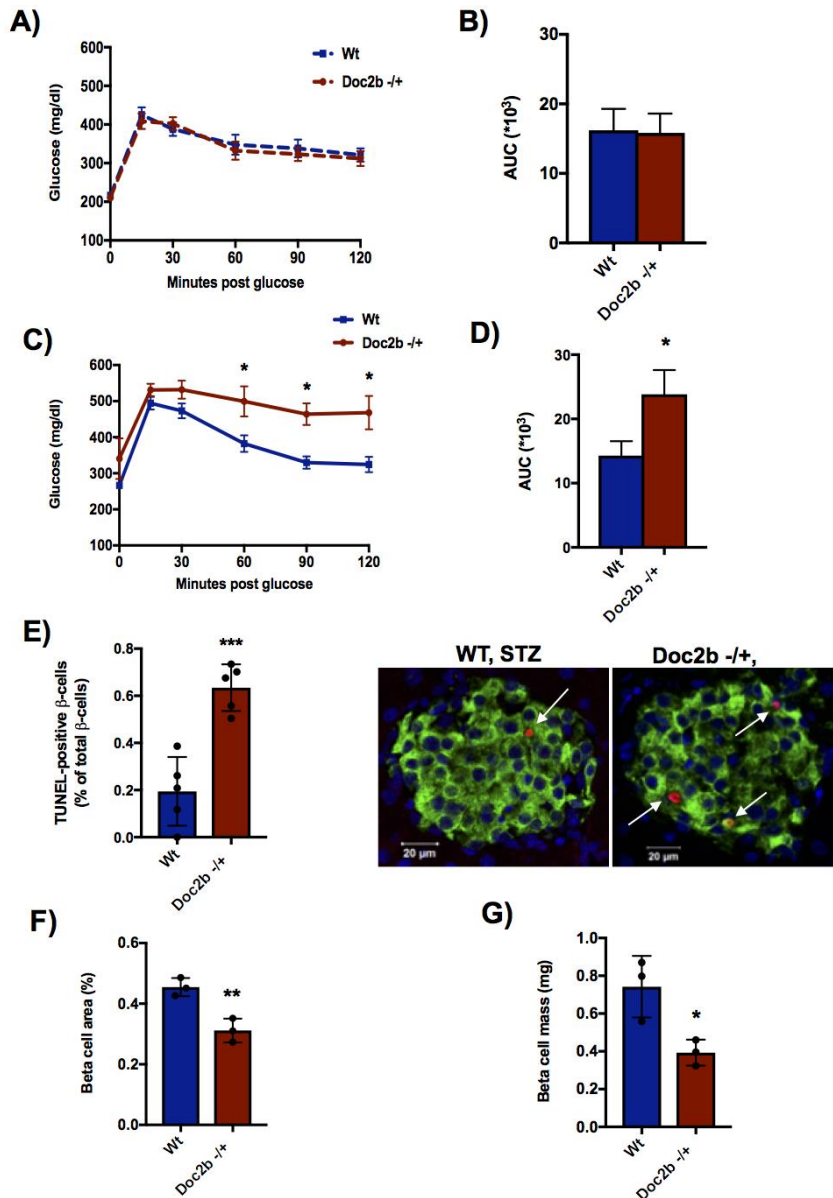 A)
Wt
Doc2b -/+
Glucose (mg/dl)
600
500
400
300
200
100
0
30
60
90
120
Minutes post glucose
B)
AUC (*10³)
30
20
10
0
Wt
Doc2b -/+
C)
Wt
Doc2b -/+
Glucose (mg/dl)
600
500
400
300
200
100
* * *
0
30
60
90
120
Minutes post glucose
D)
AUC (*10³)
30
20
10
0
*
Wt
Doc2b -/+
E)
TUNEL-positive β-cells
(% of total β-cells)
0.8
0.6
0.4
0.2
0.0
***
Wt
Doc2b -/+
WT, STZ
20 µm
Doc2b -/+,
20 µm
F)
Beta cell area (%)
0.6
0.4
0.2
0.0
**
Wt
Doc2b -/+
G)
Beta cell mass (mg)
1.0
0.8
0.6
0.4
0.2
0.0
*
Wt
Doc2b -/+